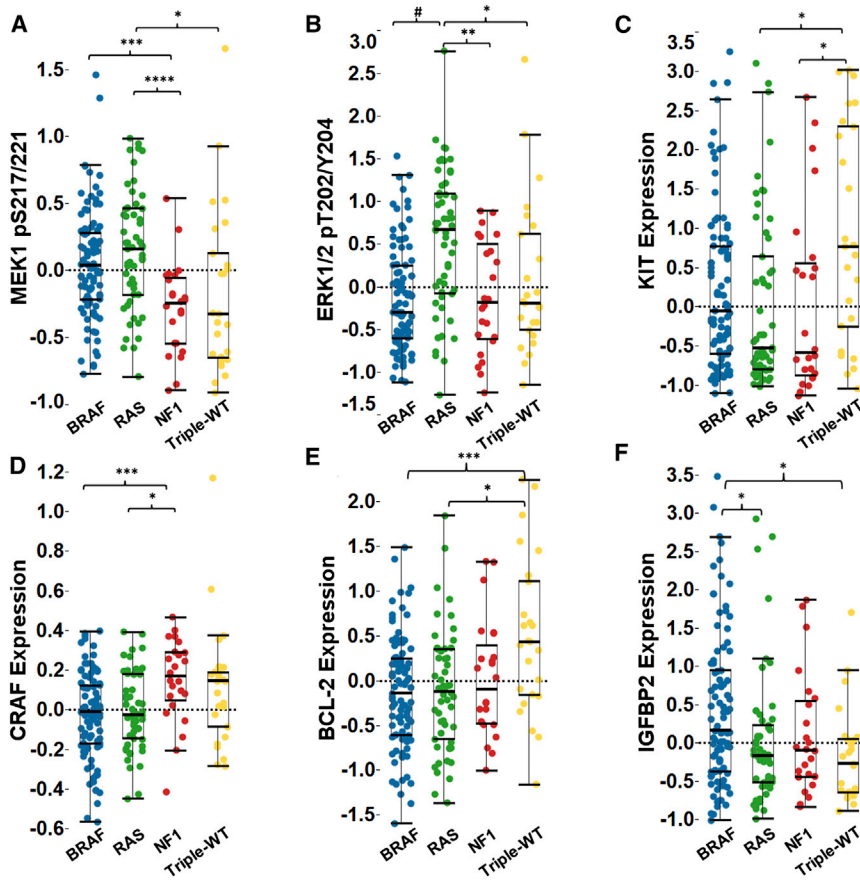 A
MEK1 pS217/221
*
***
****
1.5
1.0
0.5
0.0
-0.5
-1.0
BRAF
RAS
NF1
Triple-WT
B
ERK1/2 pT202/Y204
#
*
**
3.0
2.5
2.0
1.5
1.0
0.5
0.0
-0.5
-1.0
-1.5
BRAF
RAS
NF1
Triple-WT
C
KIT Expression
*
*
3.5
3.0
2.5
2.0
1.5
1.0
0.5
0.0
-0.5
-1.0
BRAF
RAS
NF1
Triple-WT
D
CRAF Expression
***
*
1.2
1.0
0.8
0.6
0.4
0.2
0.0
-0.2
-0.4
-0.6
BRAF
RAS
NF1
Triple-WT
E
BCL-2 Expression
***
*
2.0
1.5
1.0
0.5
0.0
-0.5
-1.0
-1.5
BRAF
RAS
NF1
Triple-WT
F
IGFBP2 Expression
*
*
3.5
3.0
2.5
2.0
1.5
1.0
0.5
0.0
-0.5
-1.0
BRAF
RAS
NF1
Triple-WT